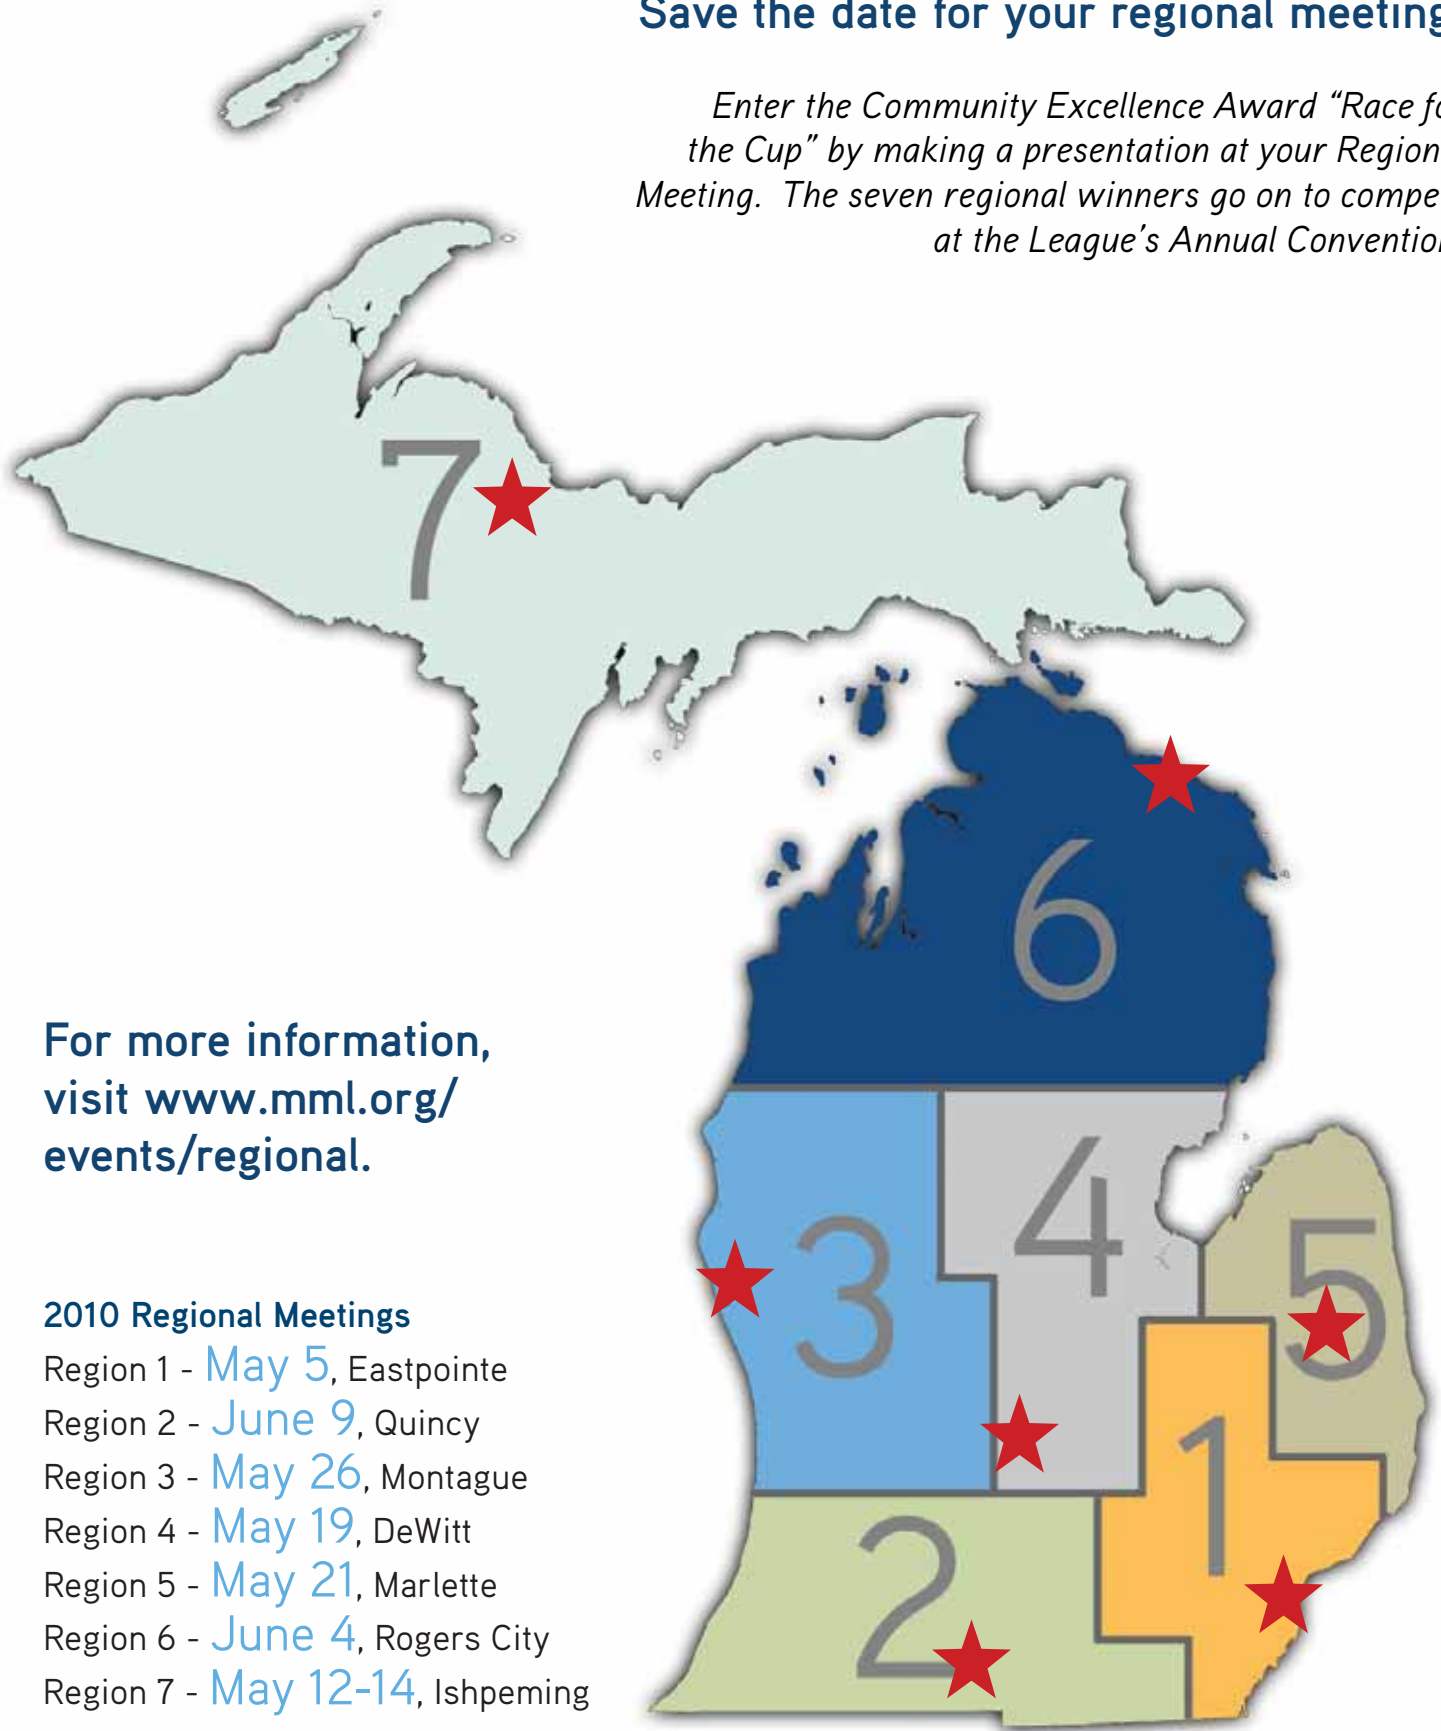 Save the date for your regional meeting
Enter the Community Excellence Award “Race fo
the Cup” by making a presentation at your Region
Meeting. The seven regional winners go on to compe
at the League’s Annual Convention
7
6
For more information,
visit www.mml.org/
events/regional.
4
3
5
2010 Regional Meetings
Region 1 - May 5, Eastpointe
Region 2 - June 9, Quincy
Region 3 - May 26, Montague
Region 4 - May 19, DeWitt
Region 5 - May 21, Marlette
Region 6 - June 4, Rogers City
Region 7 - May 12-14, Ishpeming
1
2